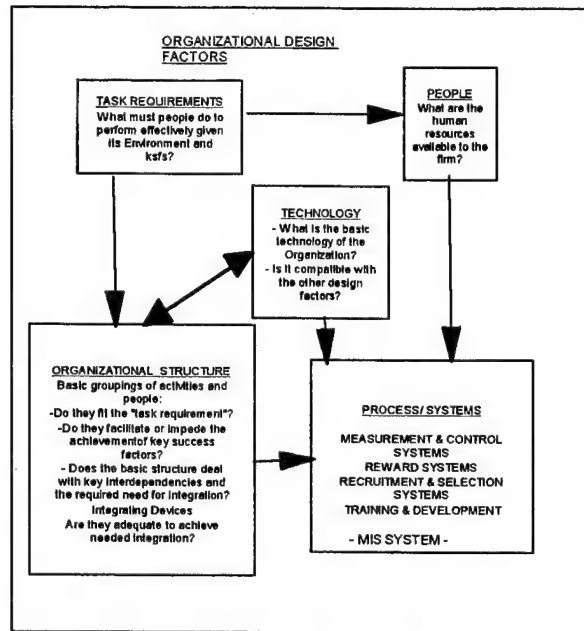 ORGANIZATIONAL DESIGN
FACTORS
TASK REQUIREMENTS
What must people do to
perform effectively given
its Environment and
ksfs?
PEOPLE
What are the
human
resources
available to the
firm?
TECHNOLOGY
- What is the basic
technology of the
Organization?
- Is it compatible with
the other design
factors?
ORGANIZATIONAL STRUCTURE
Basic groupings of activities and
people:
-Do they fit the "task requirement"?
-Do they facilitate or impede the
achievementof key success
factors?
- Does the basic structure deal
with key interdependencies and
the required need for integration?
Integrating Devices
Are they adequate to achieve
needed integration?
PROCESS/ SYSTEMS
MEASUREMENT & CONTROL
SYSTEMS
REWARD SYSTEMS
RECRUITMENT & SELECTION
SYSTEMS
TRAINING & DEVELOPMENT
- MIS SYSTEM -